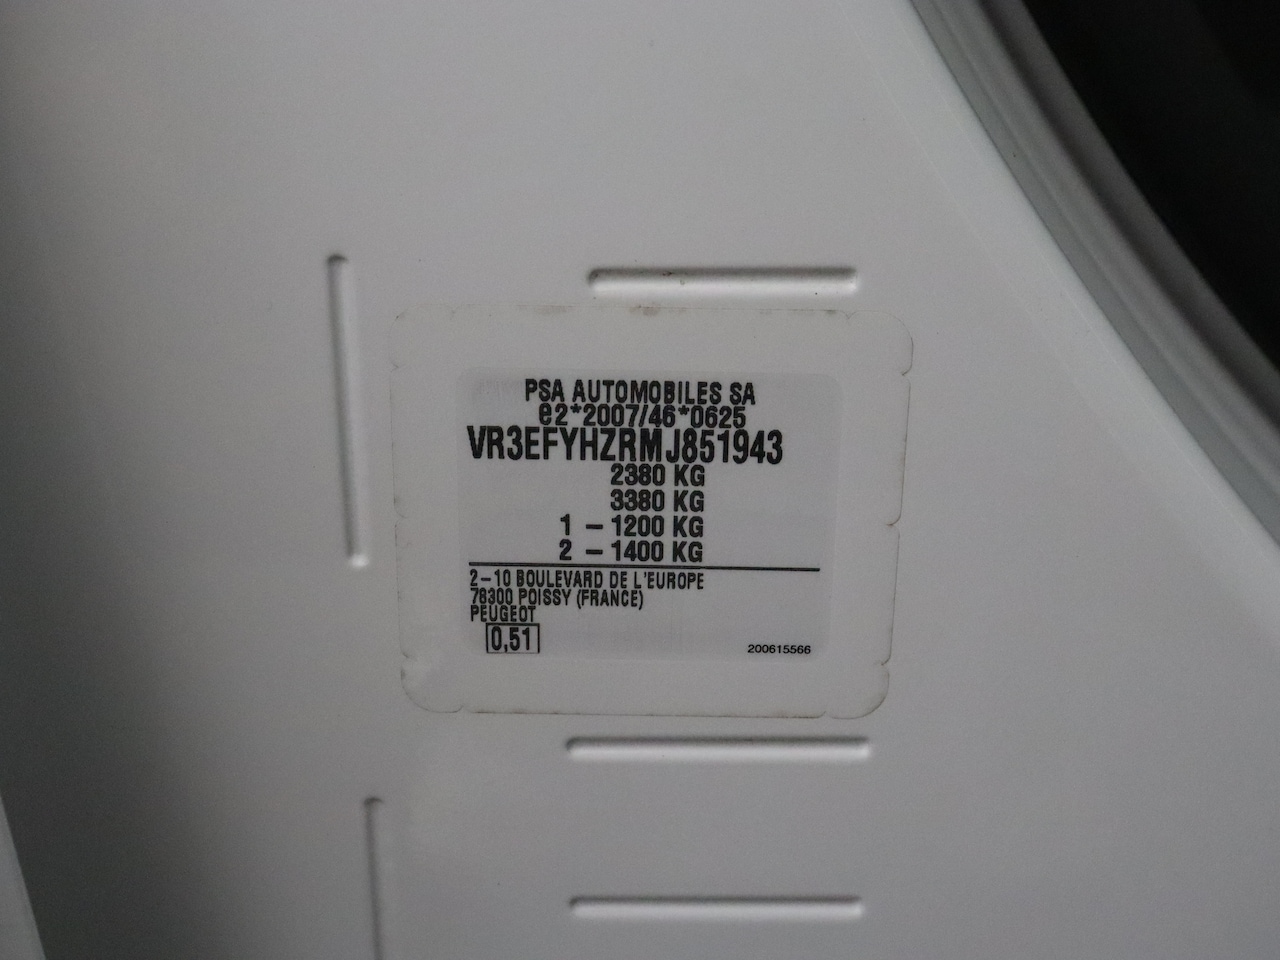 PSA AUTOMOBILES SA
e2*2007/46*0625
VR3EFYHZRMJ851943
2380 KG
3380 KG
1 - 1200 KG
2 - 1400 KG
2-10 BOULEVARD DE L'EUROPE
78300 POISSY (FRANCE)
PEUGEOT
0,51
200615566